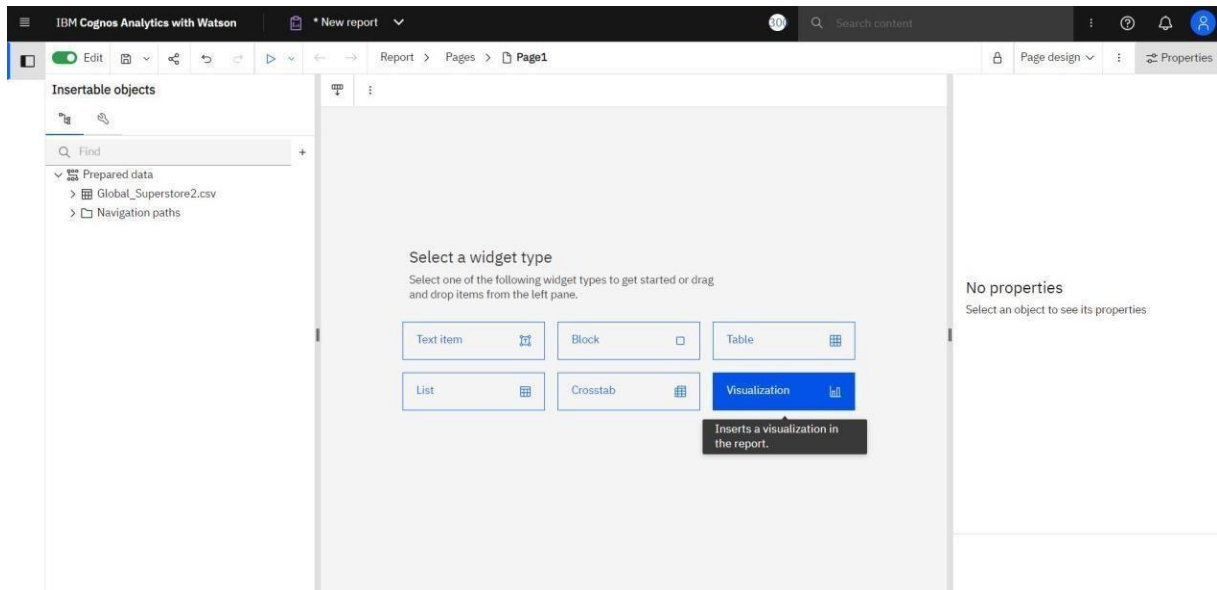 IBM Cognos Analytics with Watson
* New report
30
Search content
Edit
Report > Pages > Page1
Page design
Properties
Insertable objects
Find
Prepared data
Global_Superstore2.csv
Navigation paths
Select a widget type
Select one of the following widget types to get started or drag
and drop items from the left pane.
Text item
Block
Table
List
Crosstab
Visualization
Inserts a visualization in
the report.
No properties
Select an object to see its properties